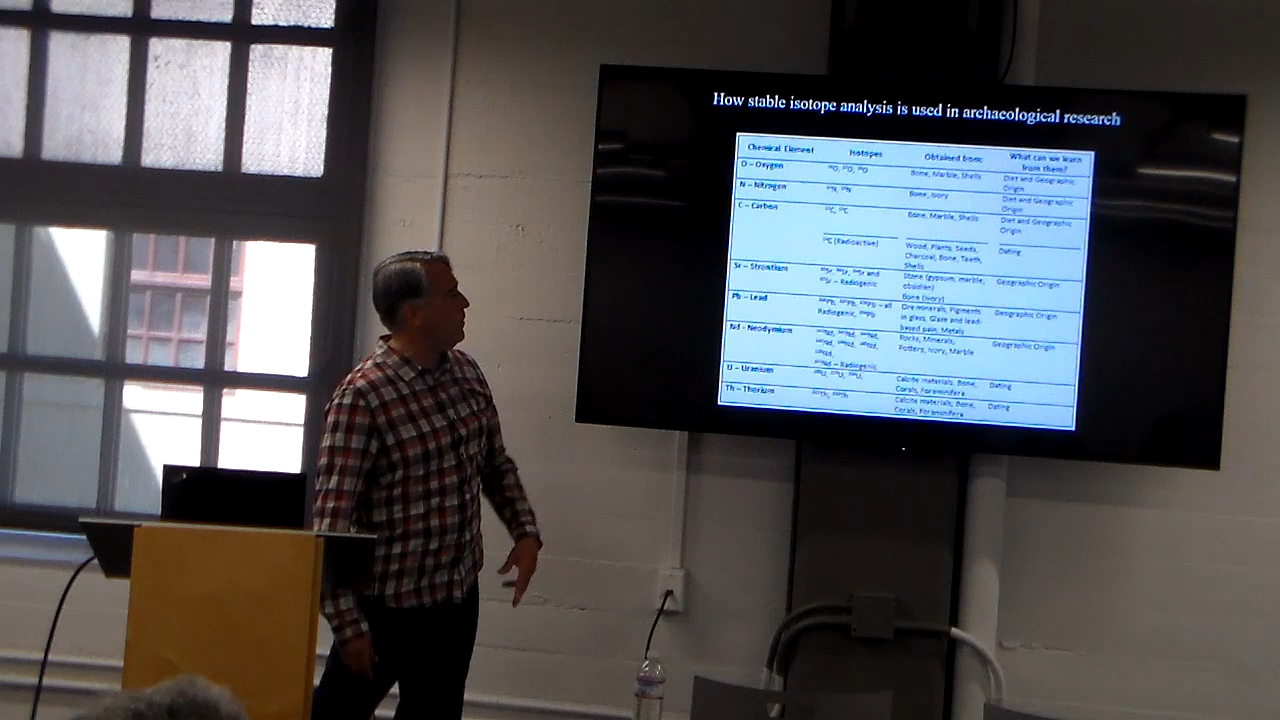 How stable isotope analysis is used in archaeological research
Chemical Element Isotopes Obtained from: What can we learn
from them?
O – Oxygen Bone, Marble, Shells Diet and Geographic
Origin
N – Nitrogen Bone, Ivory Diet and Geographic
Origin
C – Carbon Bone, Marble, Shells Diet and Geographic
Origin
¹⁴C (Radioactive) Wood, Plants, Seeds, Dating
Charcoal, Bone, Teeth,
Shells
Sr – Strontium Stone (gypsum, marble, Geographic Origin
– Radiogenic obsidian)
Bone (ivory)
Pb – Lead – all Ore minerals, Pigments Geographic Origin
Radiogenic, in glass, Glaze and lead-
based pain, Metals
Nd - Neodymium Rocks, Minerals, Geographic Origin
Pottery, Ivory, Marble
– Radiogenic
U – Uranium Calcite materials, Bone, Dating
Corals, Foraminifera
Th – Thorium Calcite materials, Bone, Dating
Corals, Foraminifera